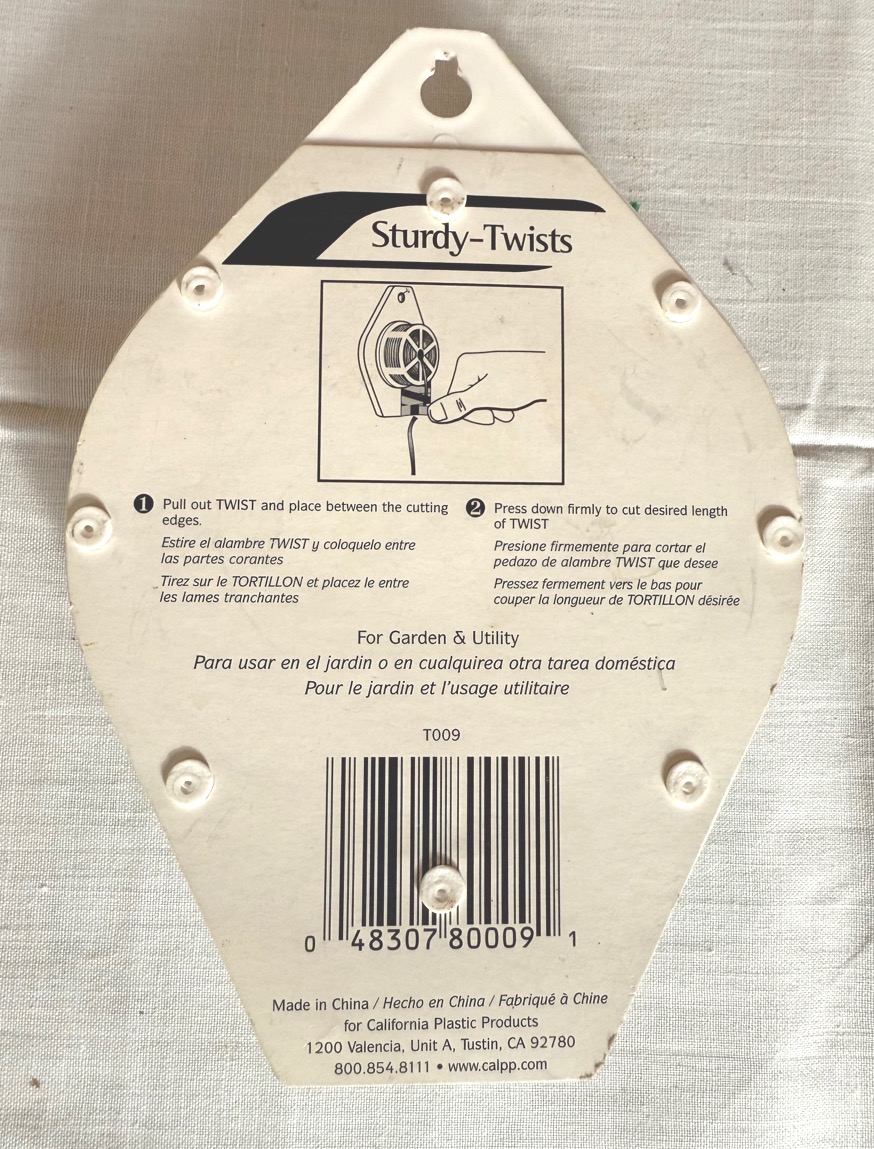 Sturdy-Twists
1 Pull out TWIST and place between the cutting
edges.
Estire el alambre TWIST y coloquelo entre
las partes corantes
Tirez sur le TORTILLON et placez le entre
les lames tranchantes
2 Press down firmly to cut desired length
of TWIST
Presione firmemente para cortar el
pedazo de alambre TWIST que desee
Pressez fermement vers le bas pour
couper la longueur de TORTILLON désirée
For Garden & Utility
Para usar en el jardin o en cualquirea otra tarea doméstica
Pour le jardin et l'usage utilitaire
T009
0 48307 80009 1
Made in China / Hecho en China / Fabriqué à Chine
for California Plastic Products
1200 Valencia, Unit A, Tustin, CA 92780
800.854.8111 • www.calpp.com